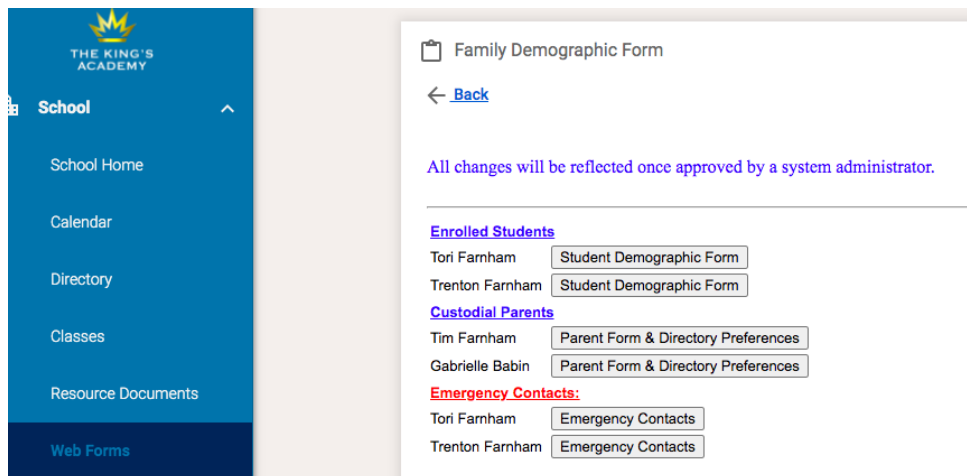 THE KING'S
ACADEMY
School
School Home
Calendar
Directory
Classes
Resource Documents
Web Forms
Family Demographic Form
Back
All changes will be reflected once approved by a system administrator.
Enrolled Students
Tori Farnham Student Demographic Form
Trenton Farnham Student Demographic Form
Custodial Parents
Tim Farnham Parent Form & Directory Preferences
Gabrielle Babin Parent Form & Directory Preferences
Emergency Contacts:
Tori Farnham Emergency Contacts
Trenton Farnham Emergency Contacts